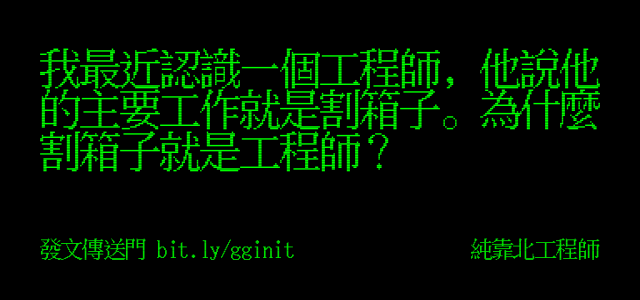 我最近認識一個工程師，他說他
的主要工作就是割箱子。為什麼
割箱子就是工程師？
發文傳送門 bit.ly/gginit
純靠北工程師